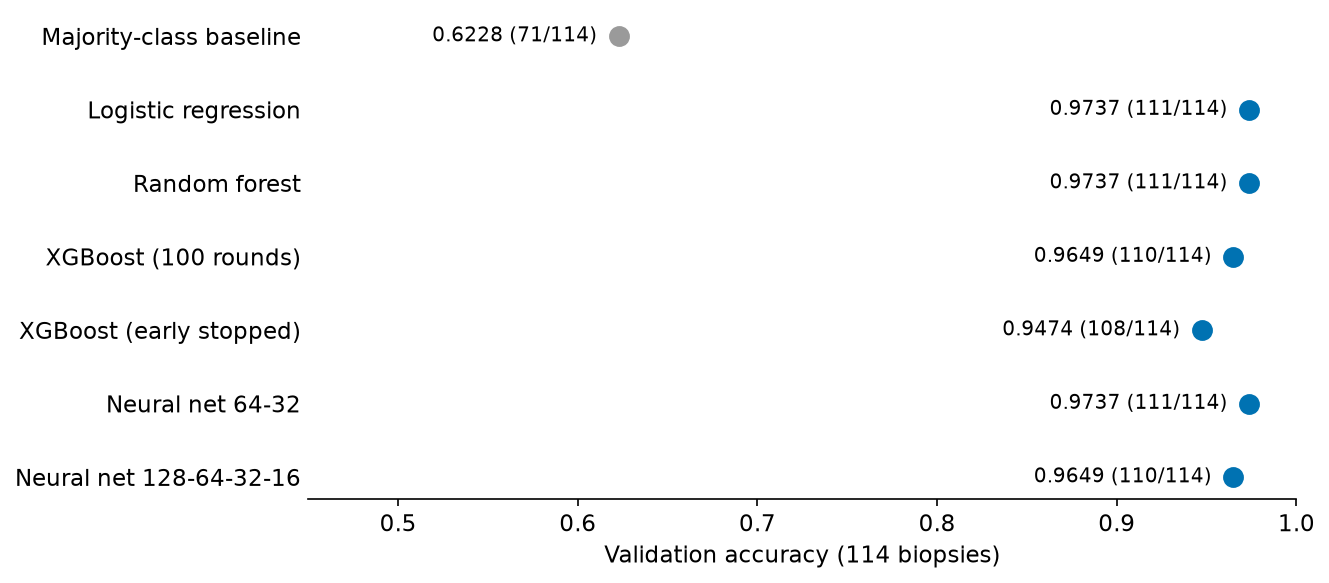 Majority-class baseline 0.6228 (71/114)
Logistic regression 0.9737 (111/114)
Random forest 0.9737 (111/114)
XGBoost (100 rounds) 0.9649 (110/114)
XGBoost (early stopped) 0.9474 (108/114)
Neural net 64-32 0.9737 (111/114)
Neural net 128-64-32-16 0.9649 (110/114)
0.5 0.6 0.7 0.8 0.9 1.0
Validation accuracy (114 biopsies)